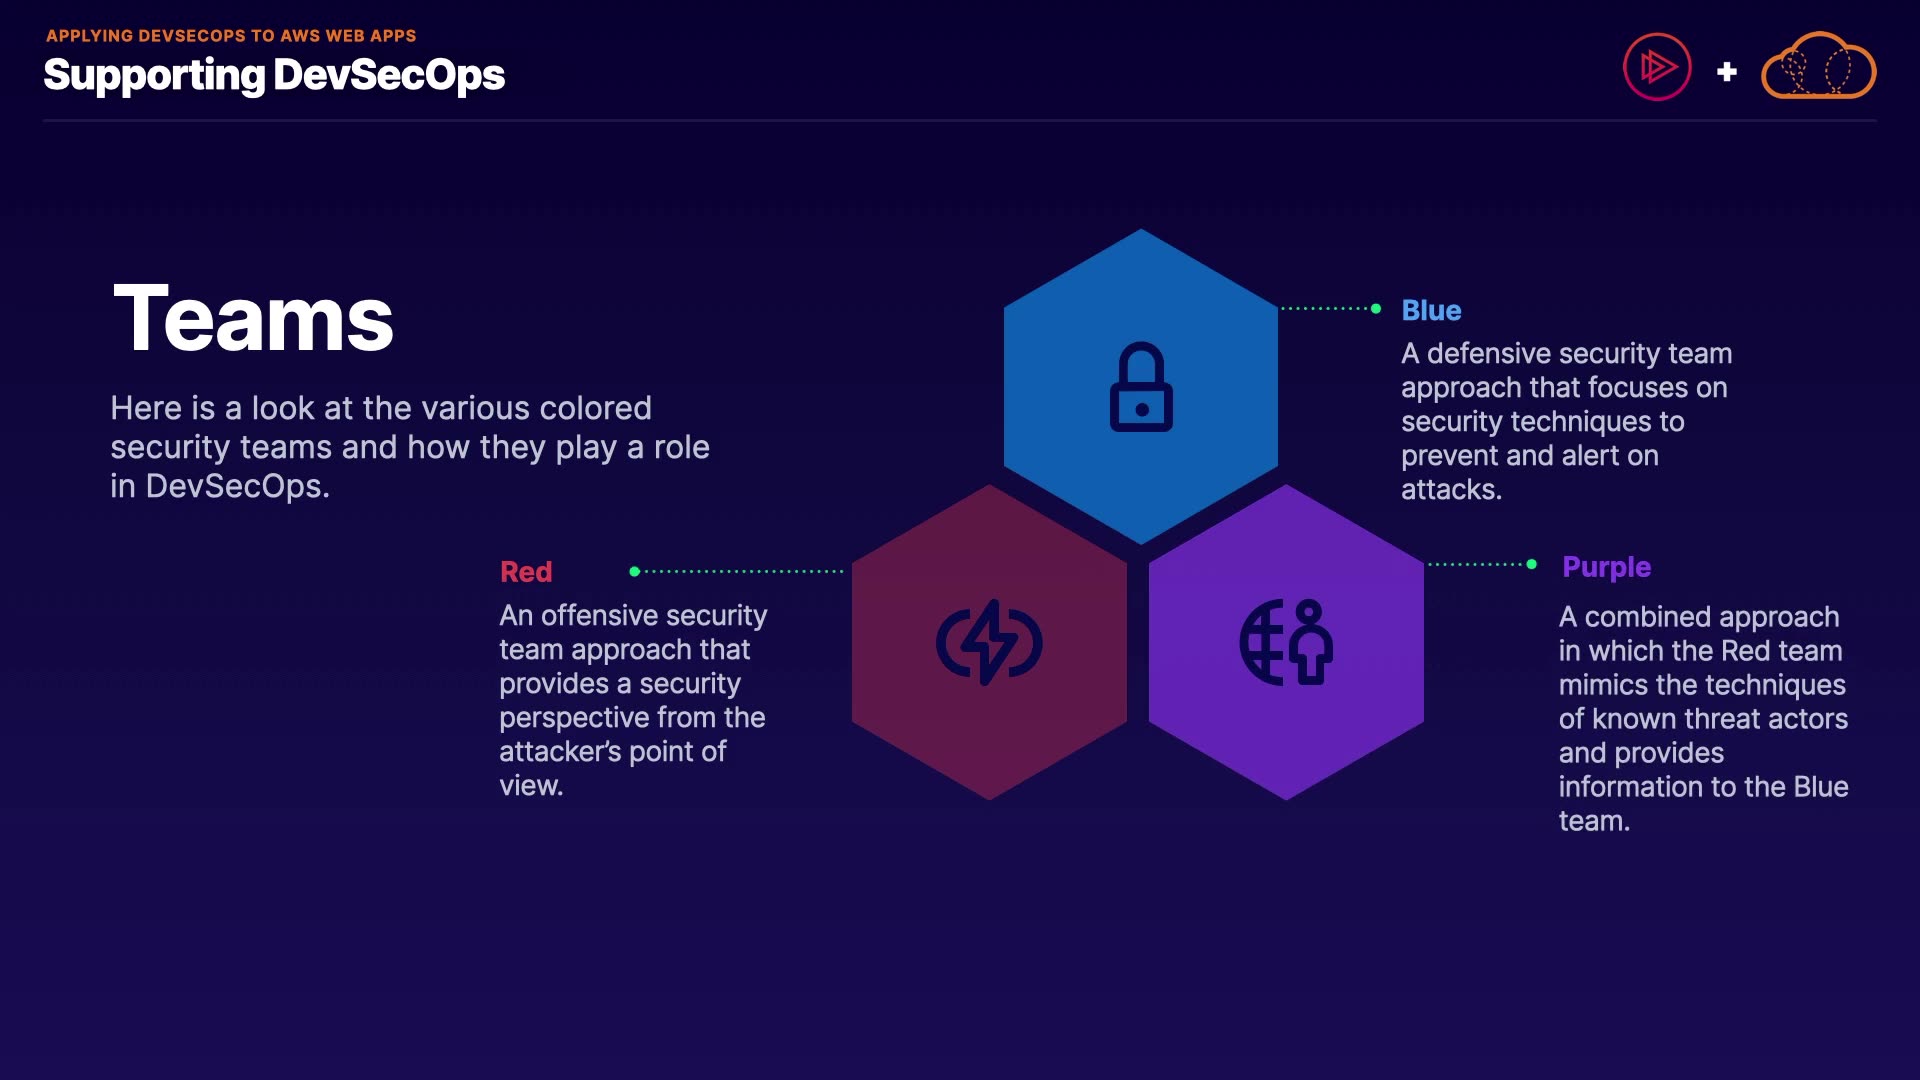 APPLYING DEVSECOPS TO AWS WEB APPS
Supporting DevSecOps
Teams
Here is a look at the various colored
security teams and how they play a role
in DevSecOps.
Blue
A defensive security team
approach that focuses on
security techniques to
prevent and alert on
attacks.
Red
An offensive security
team approach that
provides a security
perspective from the
attacker’s point of
view.
Purple
A combined approach
in which the Red team
mimics the techniques
of known threat actors
and provides
information to the Blue
team.